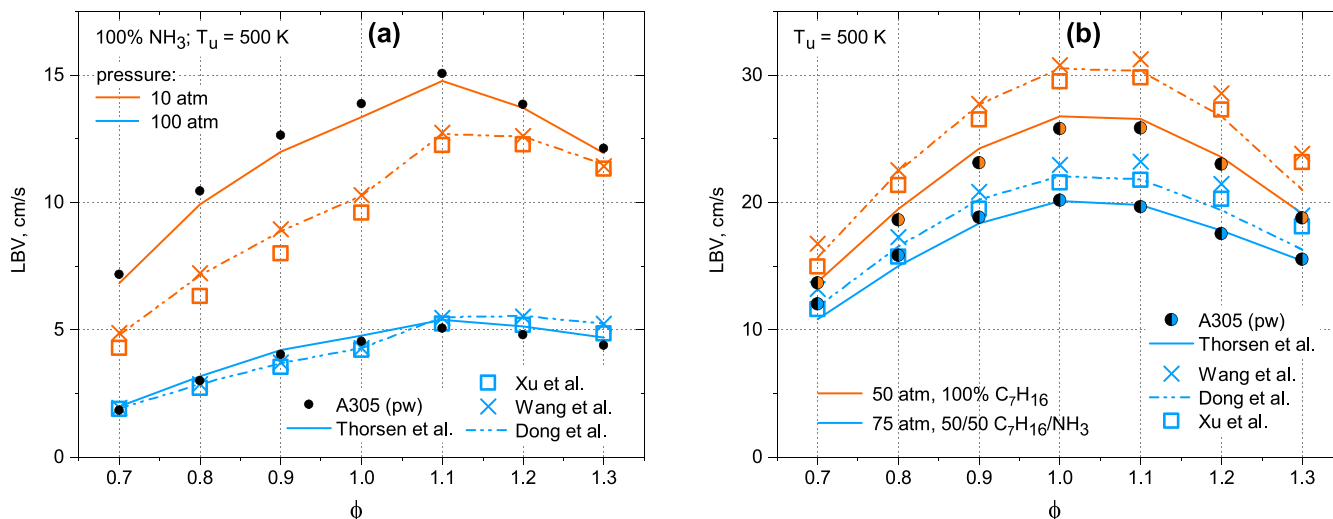 100% NH₃; Tᵤ = 500 K
(a)
pressure:
10 atm
100 atm
LBV, cm/s
15
10
5
0
A305 (pw)
Thorsen et al.
Xu et al.
Wang et al.
Dong et al.
0.7 0.8 0.9 1.0 1.1 1.2 1.3
ϕ
Tᵤ = 500 K
(b)
LBV, cm/s
30
20
10
0
A305 (pw)
Thorsen et al.
Wang et al.
Dong et al.
Xu et al.
50 atm, 100% C₇H₁₆
75 atm, 50/50 C₇H₁₆/NH₃
0.7 0.8 0.9 1.0 1.1 1.2 1.3
ϕ